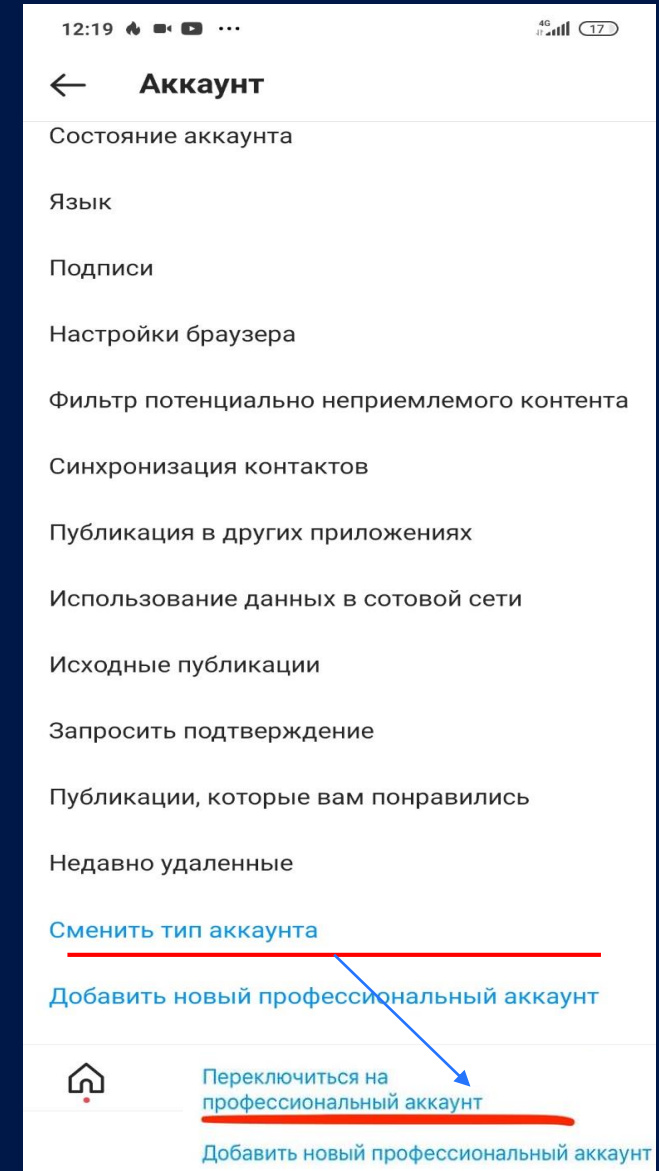 12:19
4G
17
Аккаунт
Состояние аккаунта
Язык
Подписи
Настройки браузера
Фильтр потенциально неприемлемого контента
Синхронизация контактов
Публикация в других приложениях
Использование данных в сотовой сети
Исходные публикации
Запросить подтверждение
Публикации, которые вам понравились
Недавно удаленные
Сменить тип аккаунта
Добавить новый профессиональный аккаунт
Переключиться на
профессиональный аккаунт
Добавить новый профессиональный аккаунт